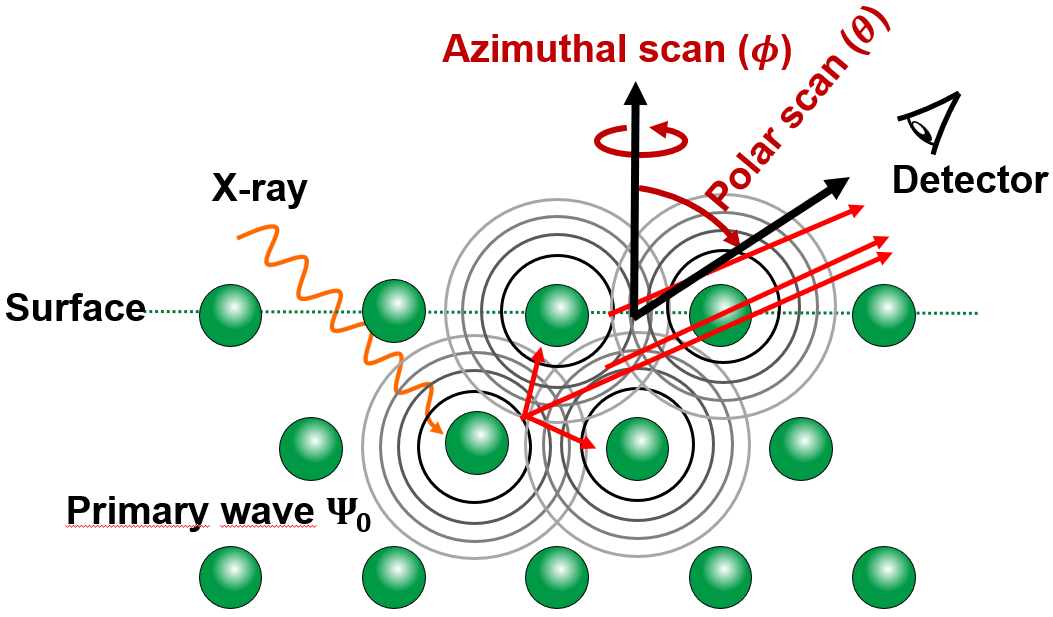 Azimuthal scan (ϕ)
Polar scan (θ)
X-ray
Detector
Surface
Primary wave Ψ₀